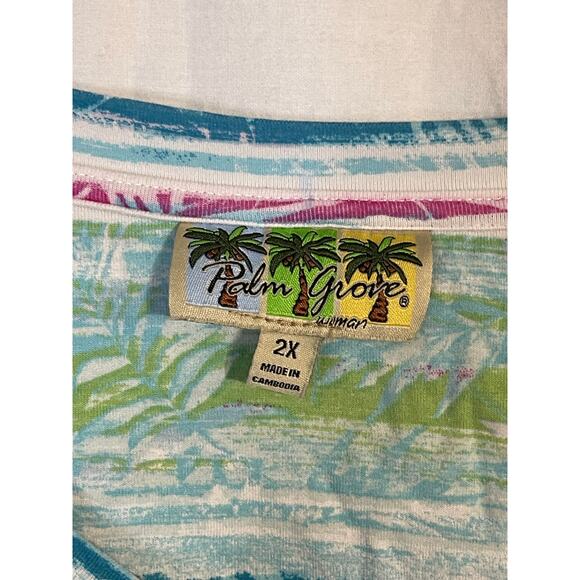 Palm Grove®
woman
2X
MADE IN
CAMBODIA